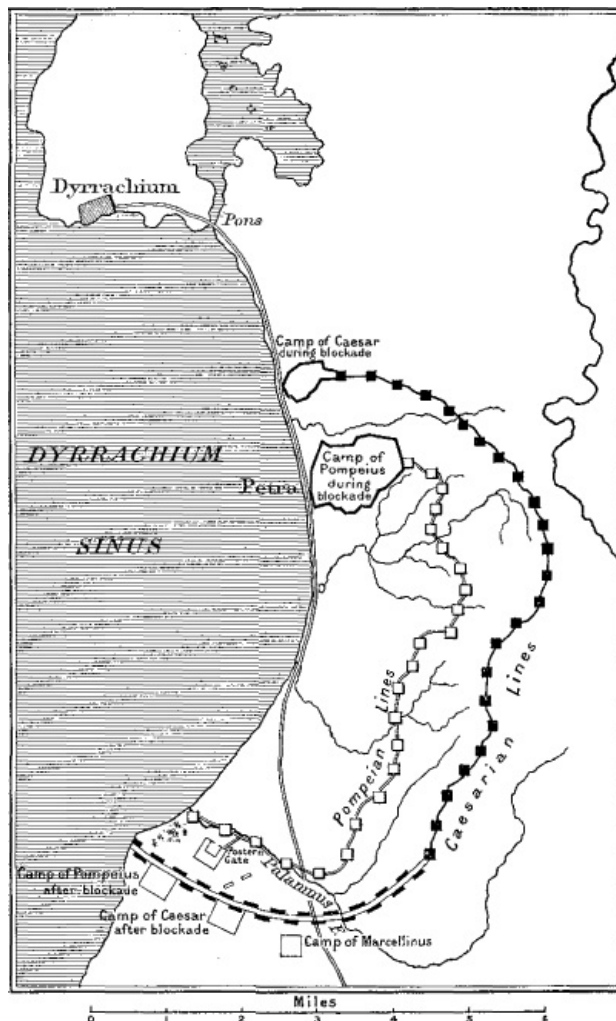 Dyrrachium
Pons
Camp of Caesar
during blockade
DYRRACHIUM
SINUS
Camp of
Pompeius
during
blockade
Petra
Pompeian Lines
Caesarian Lines
Postern
Gate
Palamnus F.
Camp of Pompeius
after blockade
Camp of Caesar
after blockade
Camp of Marcellinus
Miles
0 1 2 3 4 5 6